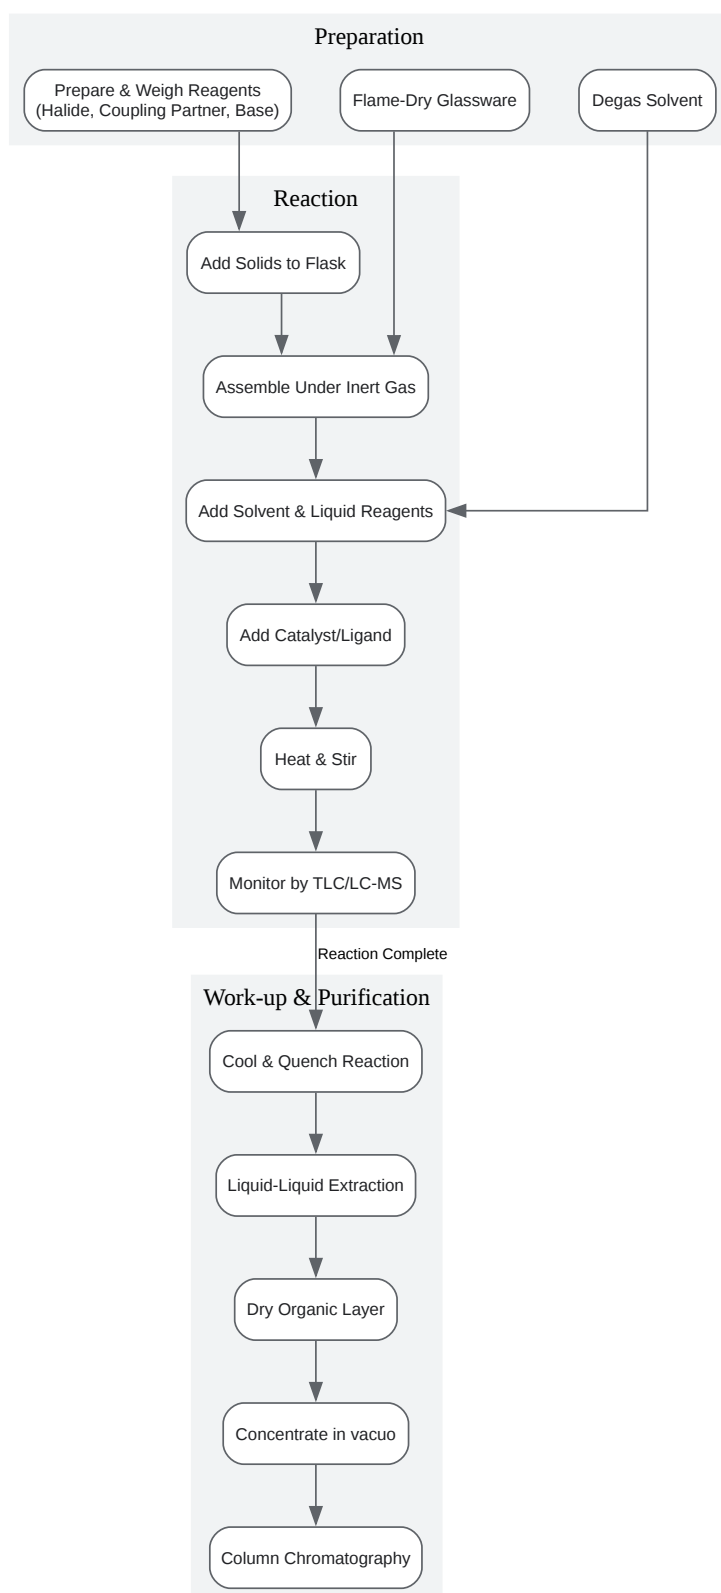 Preparation
Prepare & Weigh Reagents
(Halide, Coupling Partner, Base)
Flame-Dry Glassware
Degas Solvent
Reaction
Add Solids to Flask
Assemble Under Inert Gas
Add Solvent & Liquid Reagents
Add Catalyst/Ligand
Heat & Stir
Monitor by TLC/LC-MS
Reaction Complete
Work-up & Purification
Cool & Quench Reaction
Liquid-Liquid Extraction
Dry Organic Layer
Concentrate in vacuo
Column Chromatography